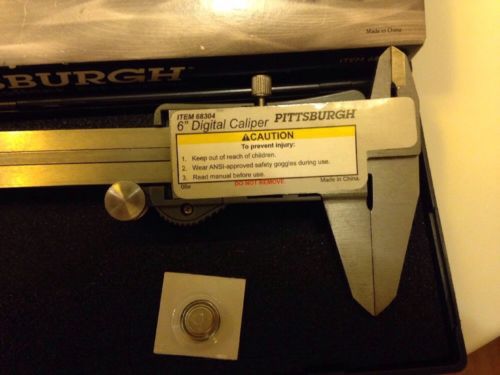 Made in China
SBURGH
ITEM 68304
6" Digital Caliper PITTSBURGH
⚠CAUTION
To prevent injury:
1. Keep out of reach of children.
2. Wear ANSI-approved safety goggles during use.
3. Read manual before use.
DO NOT REMOVE.
Made in China.